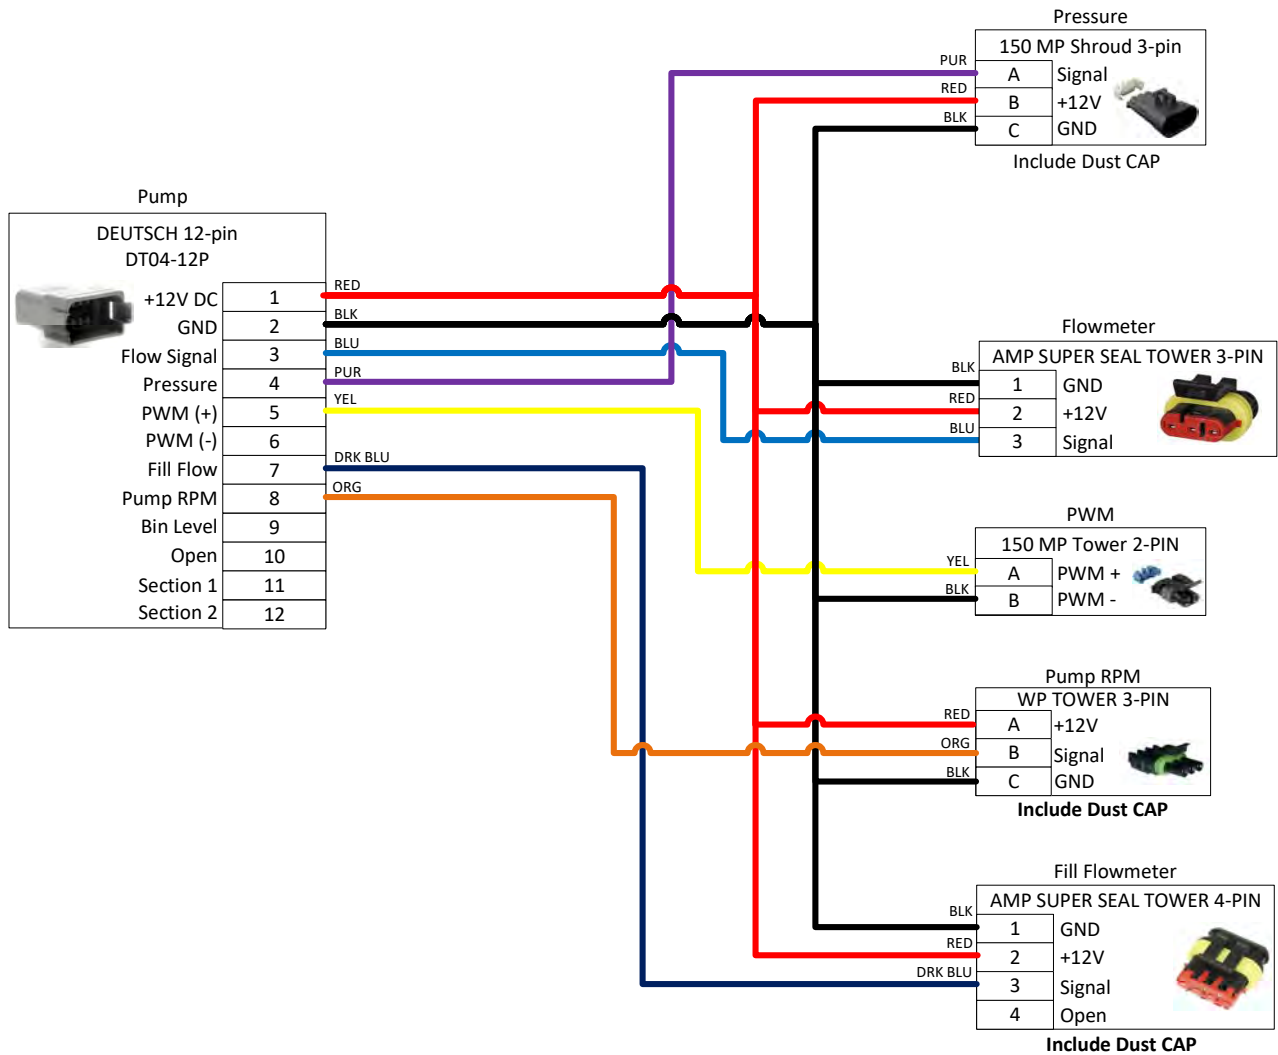 Pressure
150 MP Shroud 3-pin
PUR A Signal
RED B +12V
BLK C GND
Include Dust CAP
Pump
DEUTSCH 12-pin
DT04-12P
+12V DC 1 RED
GND 2 BLK
Flow Signal 3 BLU
Pressure 4 PUR
PWM (+) 5 YEL
PWM (-) 6
Fill Flow 7 DRK BLU
Pump RPM 8 ORG
Bin Level 9
Open 10
Section 1 11
Section 2 12
Flowmeter
AMP SUPER SEAL TOWER 3-PIN
BLK 1 GND
RED 2 +12V
BLU 3 Signal
PWM
150 MP Tower 2-PIN
YEL A PWM +
BLK B PWM -
Pump RPM
WP TOWER 3-PIN
RED A +12V
ORG B Signal
BLK C GND
Include Dust CAP
Fill Flowmeter
AMP SUPER SEAL TOWER 4-PIN
BLK 1 GND
RED 2 +12V
DRK BLU 3 Signal
4 Open
Include Dust CAP